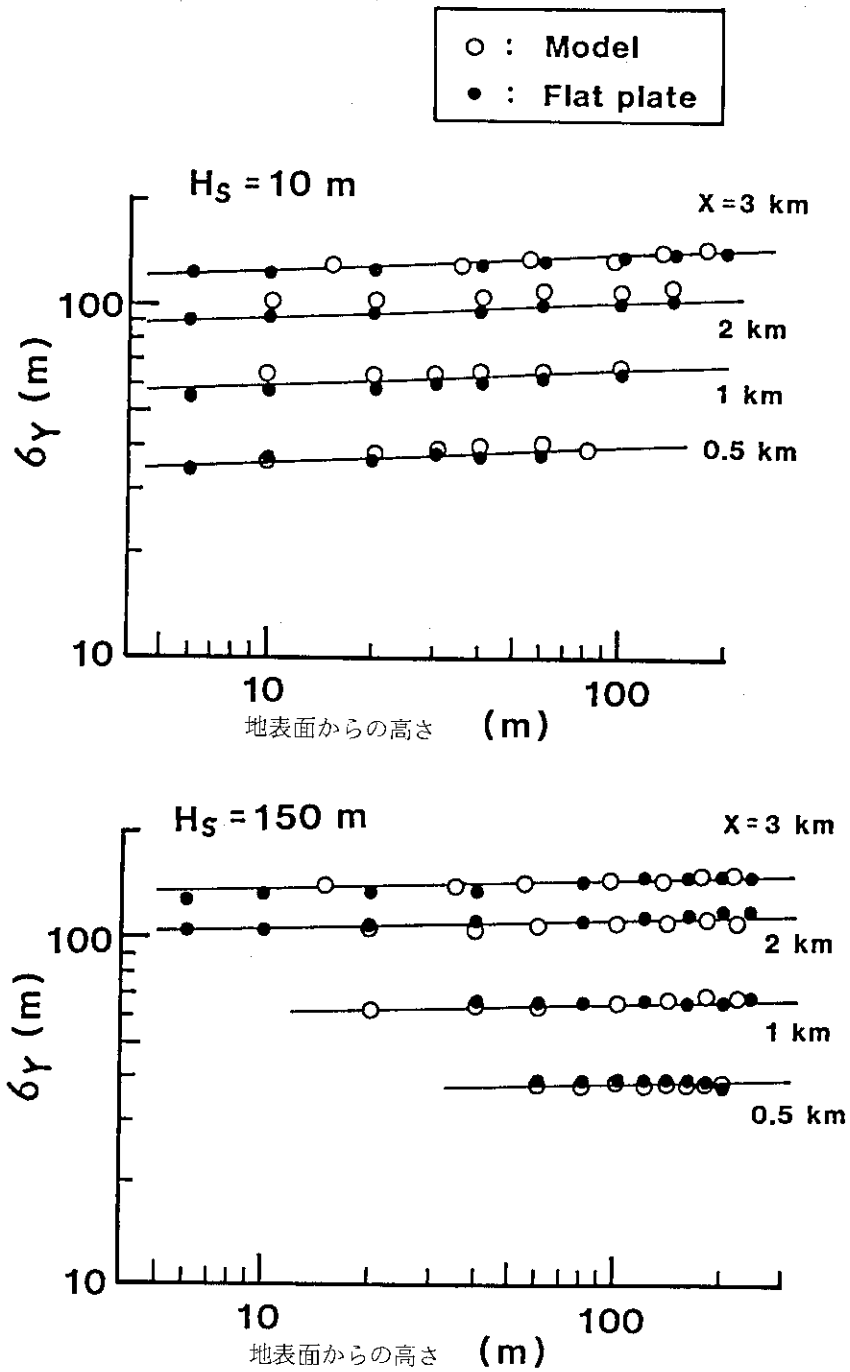 ○ : Model
● : Flat plate
H_S = 10 m
X = 3 km
100
2 km
1 km
0.5 km
σγ (m)
10
10 100
地表面からの高さ (m)
H_S = 150 m
X = 3 km
100
2 km
1 km
0.5 km
σγ (m)
10
10 100
地表面からの高さ (m)